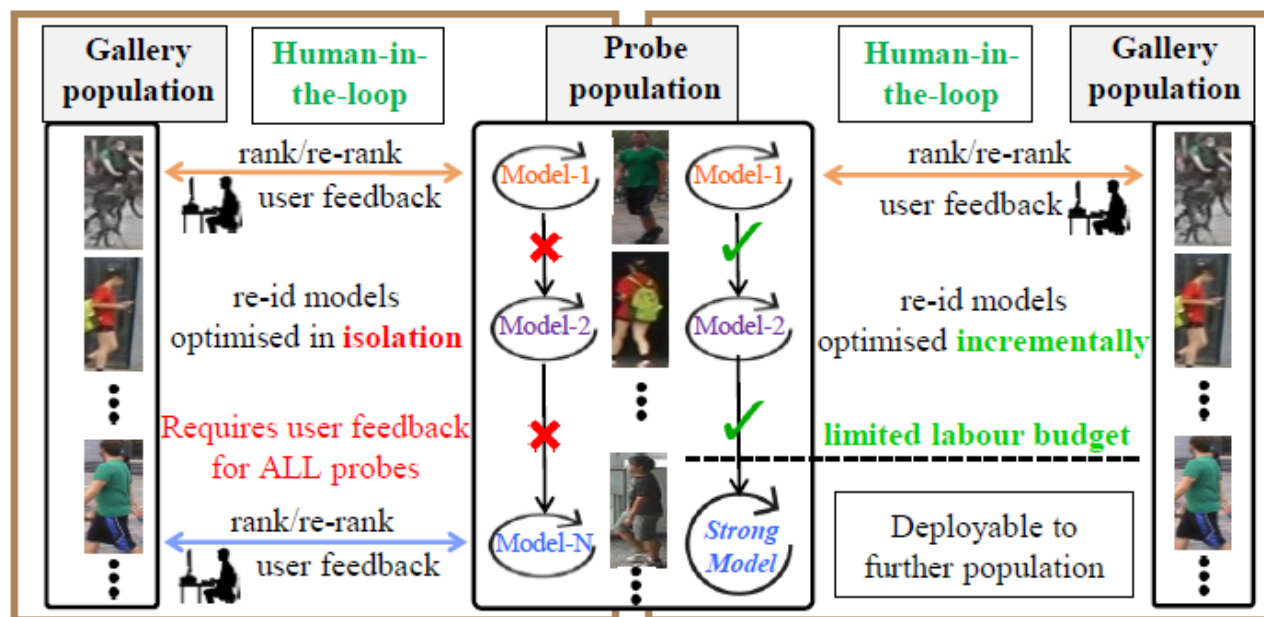 Gallery
population
Human-in-
the-loop
Probe
population
Human-in-
the-loop
Gallery
population
rank/re-rank
user feedback
Model-1
Model-1
rank/re-rank
user feedback
re-id models
optimised in isolation
Model-2
Model-2
re-id models
optimised incrementally
Requires user feedback
for ALL probes
limited labour budget
rank/re-rank
user feedback
Model-N
Strong
Model
Deployable to
further population